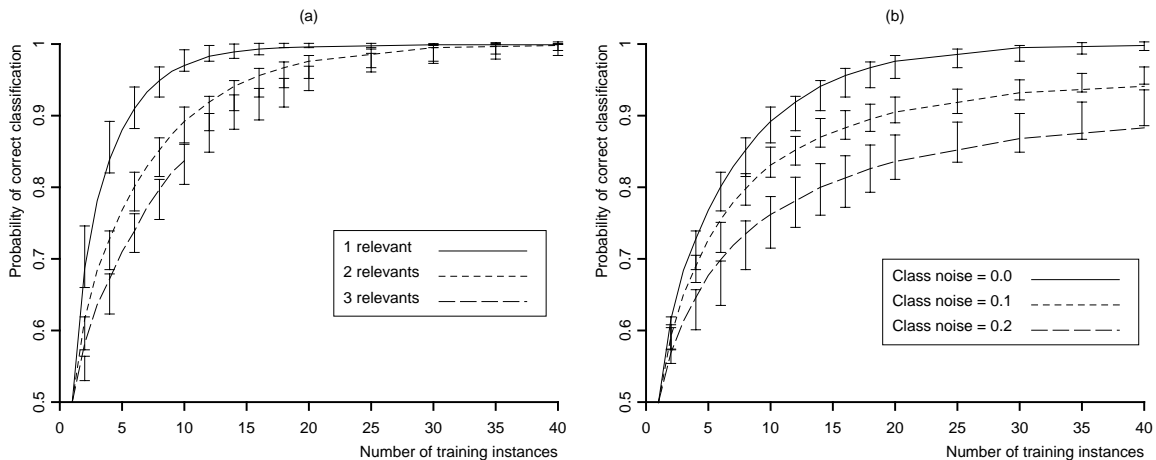 (a)
Probability of correct classification
1
0.9
0.8
0.7
0.6
0.5
0 5 10 15 20 25 30 35 40
Number of training instances
1 relevant
2 relevants
3 relevants
(b)
Probability of correct classification
1
0.9
0.8
0.7
0.6
0.5
0 5 10 15 20 25 30 35 40
Number of training instances
Class noise = 0.0
Class noise = 0.1
Class noise = 0.2